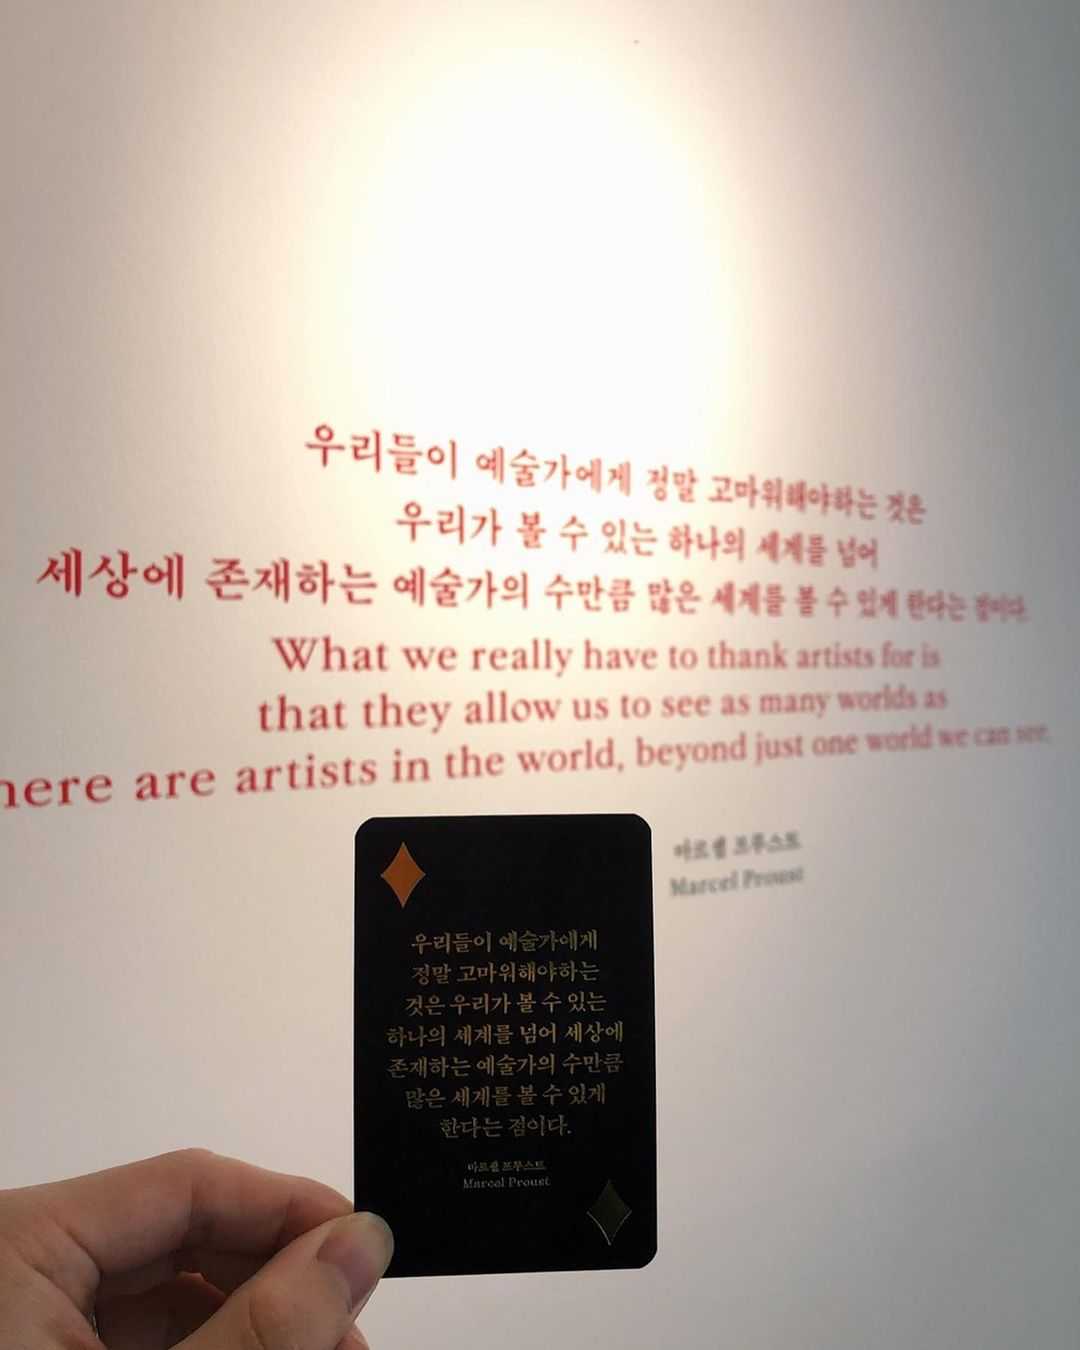 우리들이 예술가에게 정말 고마워해야하는 것은
우리가 볼 수 있는 하나의 세계를 넘어
세상에 존재하는 예술가의 수만큼 많은 세계를 볼 수 있게 한다는 점이다.
What we really have to thank artists for is
that they allow us to see as many worlds as
here are artists in the world, beyond just one world we can see.
마르셀 프루스트
Marcel Proust
우리들이 예술가에게
정말 고마워해야하는
것은 우리가 볼 수 있는
하나의 세계를 넘어 세상에
존재하는 예술가의 수만큼
많은 세계를 볼 수 있게
한다는 점이다.
마르셀 프루스트
Marcel Proust